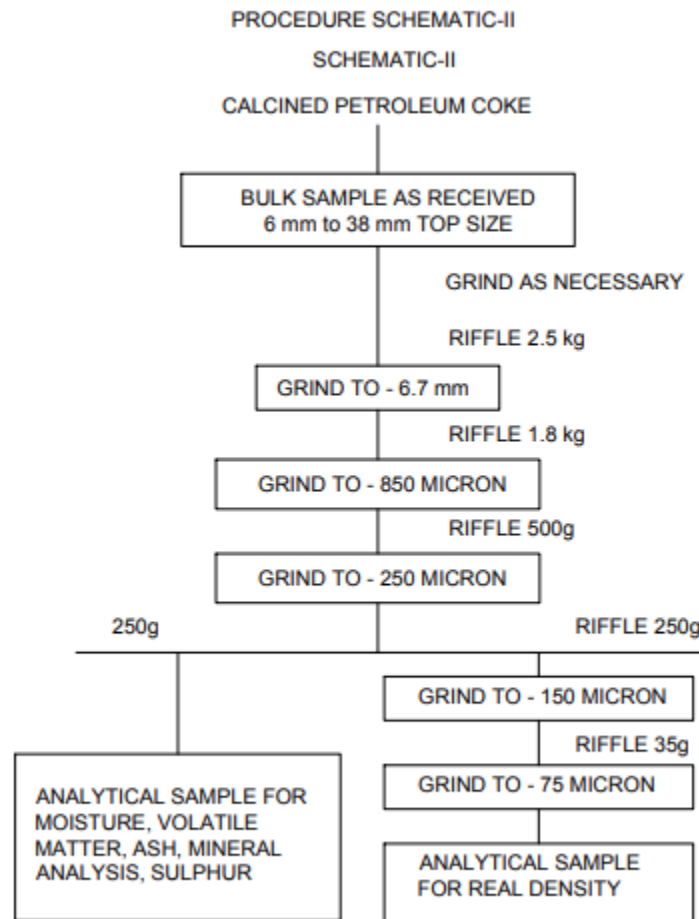 PROCEDURE SCHEMATIC-II
SCHEMATIC-II
CALCINED PETROLEUM COKE
BULK SAMPLE AS RECEIVED
6 mm to 38 mm TOP SIZE
GRIND AS NECESSARY
RIFFLE 2.5 kg
GRIND TO - 6.7 mm
RIFFLE 1.8 kg
GRIND TO - 850 MICRON
RIFFLE 500g
GRIND TO - 250 MICRON
250g
RIFFLE 250g
GRIND TO - 150 MICRON
RIFFLE 35g
GRIND TO - 75 MICRON
ANALYTICAL SAMPLE FOR
MOISTURE, VOLATILE
MATTER, ASH, MINERAL
ANALYSIS, SULPHUR
ANALYTICAL SAMPLE
FOR REAL DENSITY